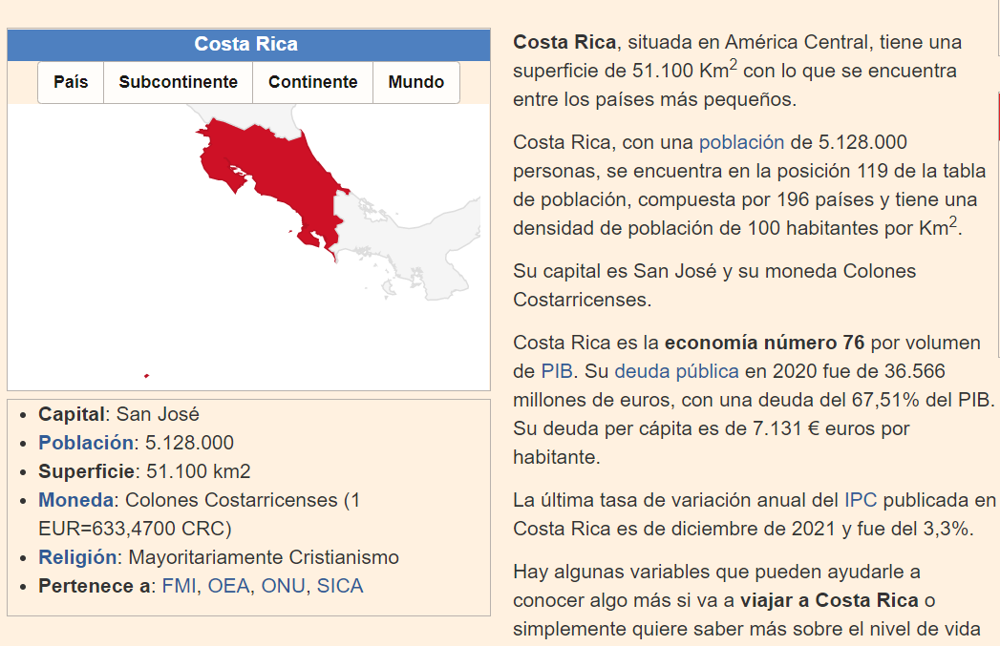 Costa Rica
País Subcontinente Continente Mundo
Capital: San José
Población: 5.128.000
Superficie: 51.100 km2
Moneda: Colones Costarricenses (1
EUR=633,4700 CRC)
Religión: Mayoritariamente Cristianismo
Pertenece a: FMI, OEA, ONU, SICA
Costa Rica, situada en América Central, tiene una
superficie de 51.100 Km² con lo que se encuentra
entre los países más pequeños.
Costa Rica, con una población de 5.128.000
personas, se encuentra en la posición 119 de la tabla
de población, compuesta por 196 países y tiene una
densidad de población de 100 habitantes por Km².
Su capital es San José y su moneda Colones
Costarricenses.
Costa Rica es la economía número 76 por volumen
de PIB. Su deuda pública en 2020 fue de 36.566
millones de euros, con una deuda del 67,51% del PIB.
Su deuda per cápita es de 7.131 € euros por
habitante.
La última tasa de variación anual del IPC publicada en
Costa Rica es de diciembre de 2021 y fue del 3,3%.
Hay algunas variables que pueden ayudarle a
conocer algo más si va a viajar a Costa Rica o
simplemente quiere saber más sobre el nivel de vida